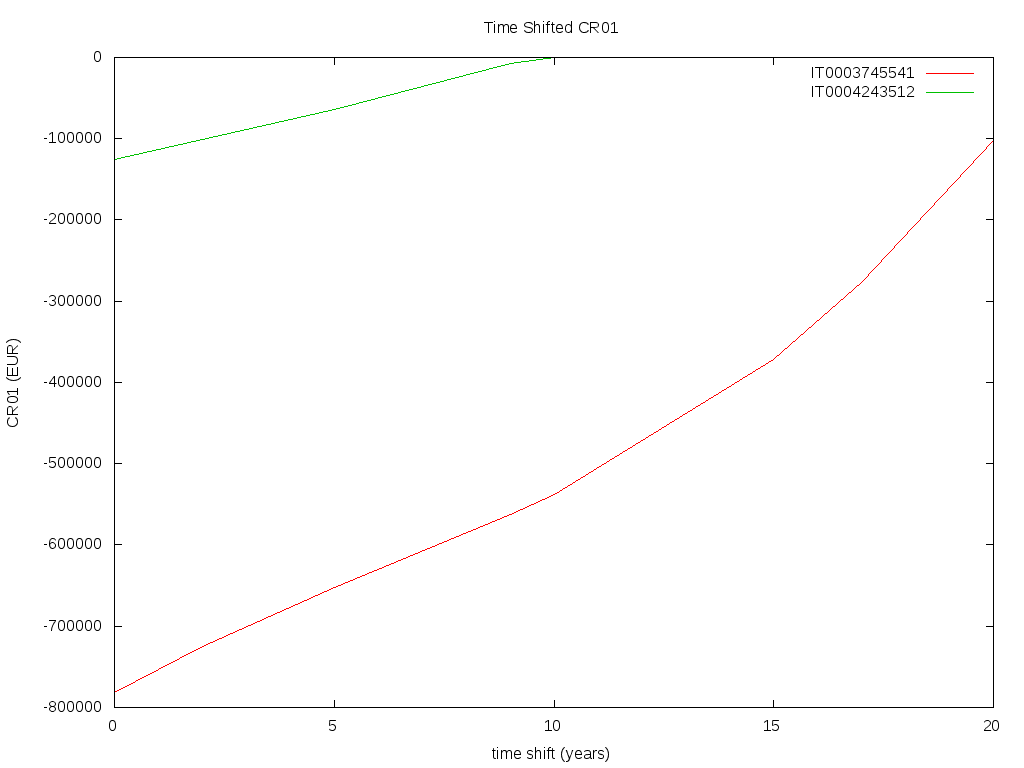 Time Shifted CR01
IT0003745541
IT0004243512
0
-100000
-200000
-300000
-400000
-500000
-600000
-700000
-800000
CR01 (EUR)
0 5 10 15 20
time shift (years)